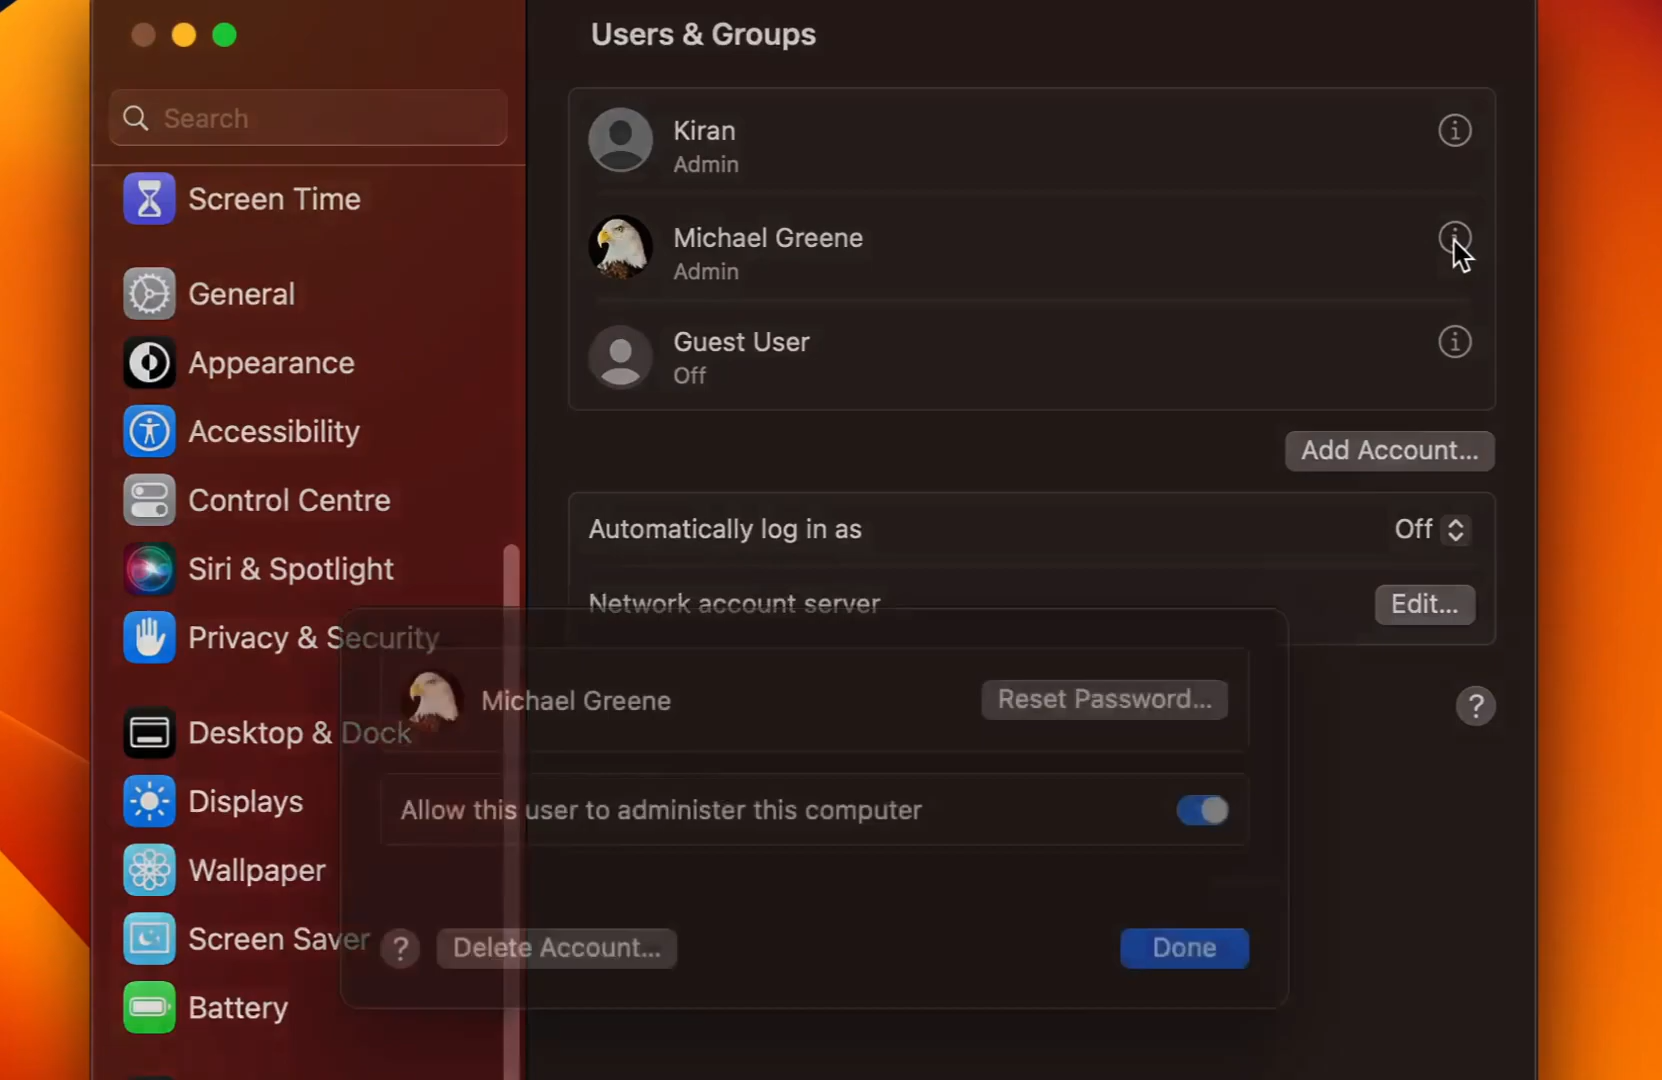 Users & Groups
Search
Screen Time
General
Appearance
Accessibility
Control Centre
Siri & Spotlight
Privacy & Security
Desktop & Dock
Displays
Wallpaper
Screen Saver
Battery
Kiran
Admin
Michael Greene
Admin
Guest User
Off
Add Account...
Automatically log in as
Off
Network account server
Edit...
?
Michael Greene
Reset Password...
Allow this user to administer this computer
?
Delete Account...
Done